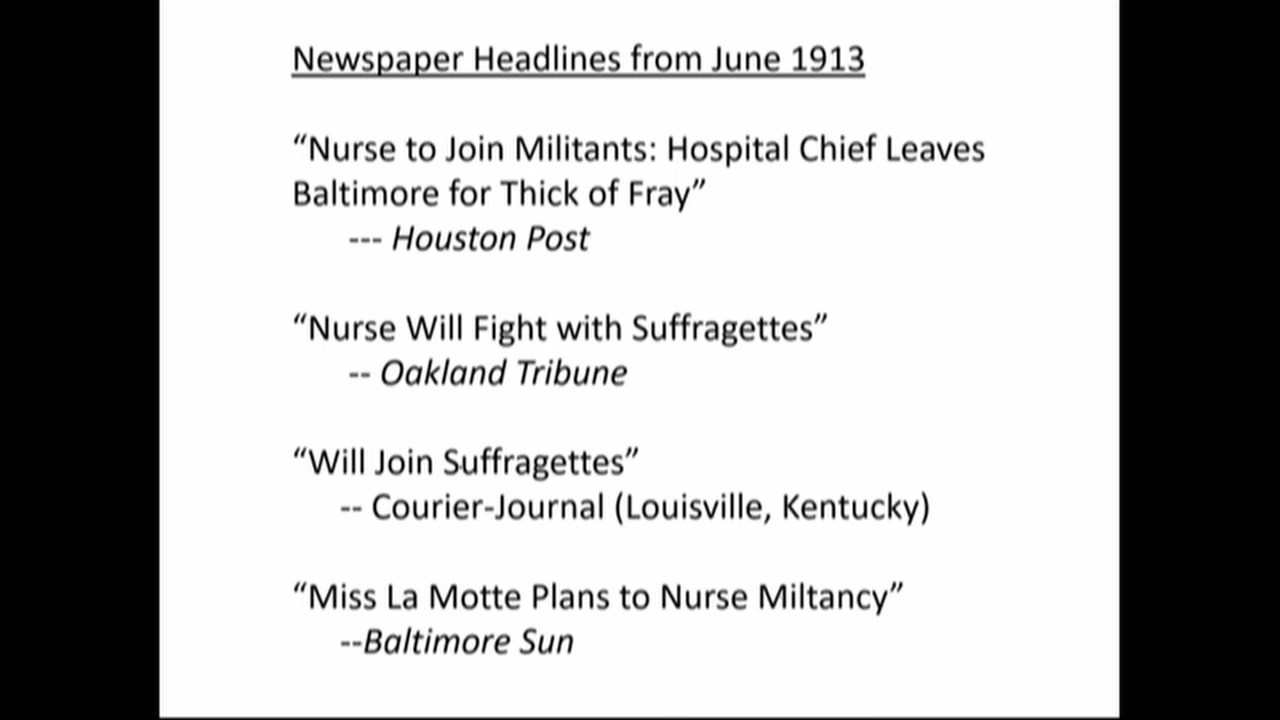 Newspaper Headlines from June 1913
“Nurse to Join Militants: Hospital Chief Leaves
Baltimore for Thick of Fray”
--- Houston Post
“Nurse Will Fight with Suffragettes”
-- Oakland Tribune
“Will Join Suffragettes”
-- Courier-Journal (Louisville, Kentucky)
“Miss La Motte Plans to Nurse Miltancy”
--Baltimore Sun